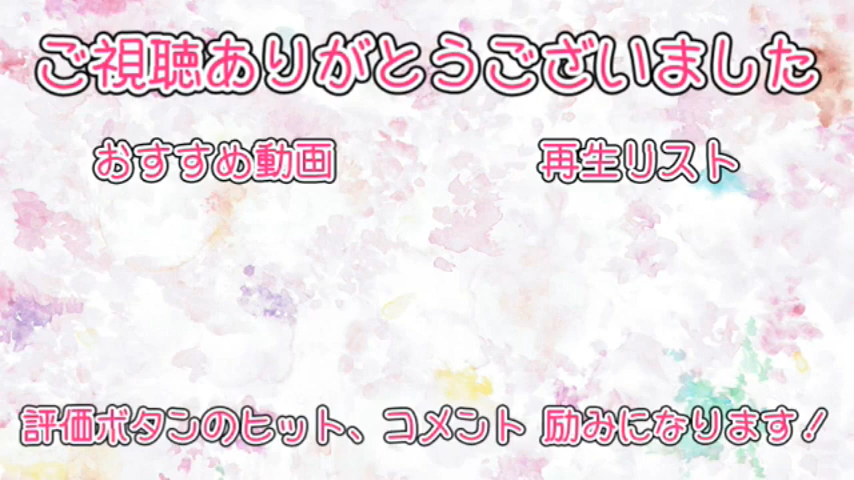 ご視聴ありがとうございました
おすすめ動画
再生リスト
評価ボタンのヒット、コメント 励みになります！